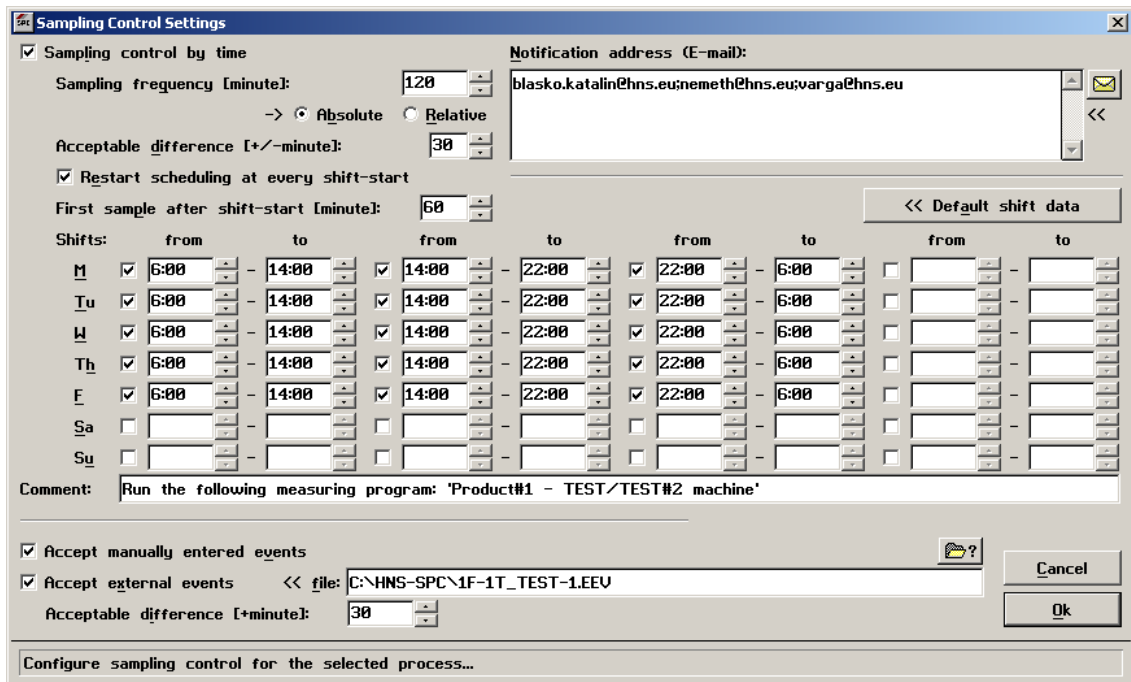 SPC Sampling Control Settings
Sampling control by time
Notification address (E-mail):
Sampling frequency [minute]: 120
blasko.katalin@hns.eu;nemeth@hns.eu;varga@hns.eu
-> Absolute Relative
<<
Acceptable difference [+/-minute]: 30
Restart scheduling at every shift-start
First sample after shift-start [minute]: 60
<< Default shift data
Shifts: from to from to from to from to
M 6:00 - 14:00 14:00 - 22:00 22:00 - 6:00 -
Tu 6:00 - 14:00 14:00 - 22:00 22:00 - 6:00 -
W 6:00 - 14:00 14:00 - 22:00 22:00 - 6:00 -
Th 6:00 - 14:00 14:00 - 22:00 22:00 - 6:00 -
F 6:00 - 14:00 14:00 - 22:00 22:00 - 6:00 -
Sa - - - -
Su - - - -
Comment: Run the following measuring program: 'Product#1 - TEST/TEST#2 machine'
Accept manually entered events
?
Accept external events << file: C:\HNS-SPC\1F-1T_TEST-1.EEV
Cancel
Acceptable difference [+minute]: 30
Ok
Configure sampling control for the selected process...